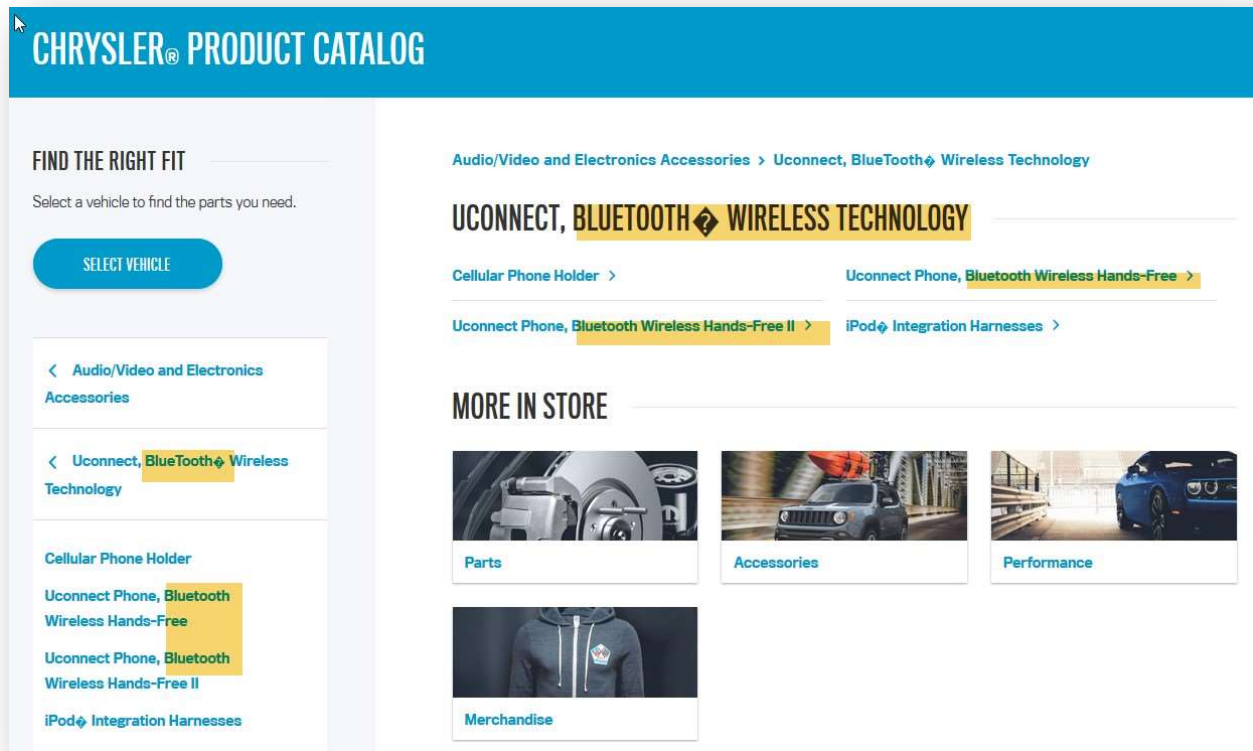 CHRYSLER® PRODUCT CATALOG
FIND THE RIGHT FIT
Select a vehicle to find the parts you need.
SELECT VEHICLE
< Audio/Video and Electronics
Accessories
< Uconnect, BlueTooth� Wireless
Technology
Cellular Phone Holder
Uconnect Phone, Bluetooth
Wireless Hands-Free
Uconnect Phone, Bluetooth
Wireless Hands-Free II
iPod� Integration Harnesses
Audio/Video and Electronics Accessories > Uconnect, BlueTooth� Wireless Technology
UCONNECT, BLUETOOTH� WIRELESS TECHNOLOGY
Cellular Phone Holder >
Uconnect Phone, Bluetooth Wireless Hands-Free >
Uconnect Phone, Bluetooth Wireless Hands-Free II >
iPod� Integration Harnesses >
MORE IN STORE
Parts
Accessories
Performance
Merchandise